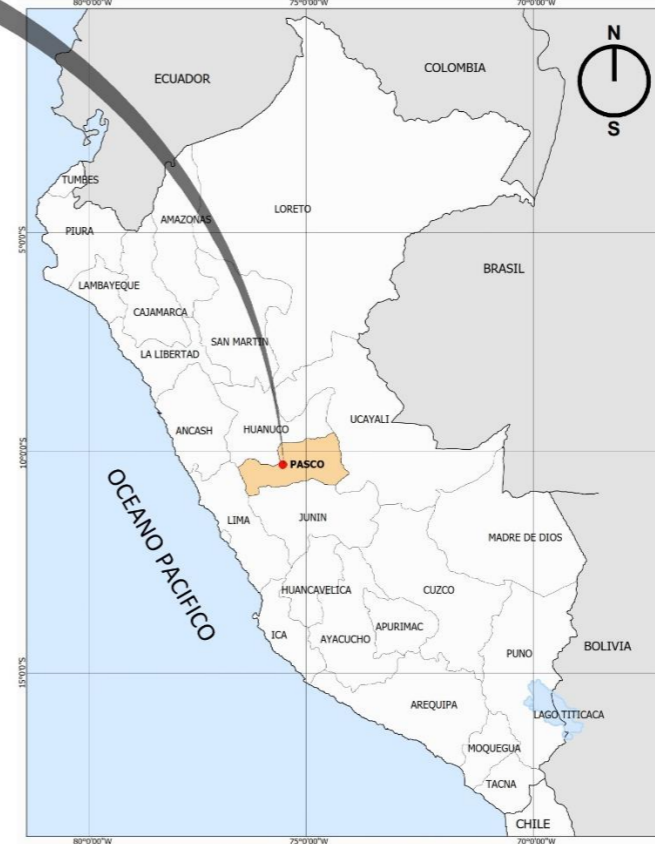 80°0'0"W
75°0'0"W
70°0'0"W
N
S
ECUADOR
COLOMBIA
TUMBES
LORETO
AMAZONAS
PIURA
5°0'0"S
BRASIL
LAMBAYEQUE
CAJAMARCA
SAN MARTIN
LA LIBERTAD
UCAYALI
ANCASH
HUANUCO
10°0'0"S
PASCO
OCEANO PACIFICO
LIMA
JUNIN
MADRE DE DIOS
HUANCAVELICA
CUZCO
ICA
AYACUCHO
APURIMAC
PUNO
BOLIVIA
15°0'0"S
AREQUIPA
LAGO TITICACA
MOQUEGUA
TACNA
CHILE
80°0'0"W
75°0'0"W
70°0'0"W